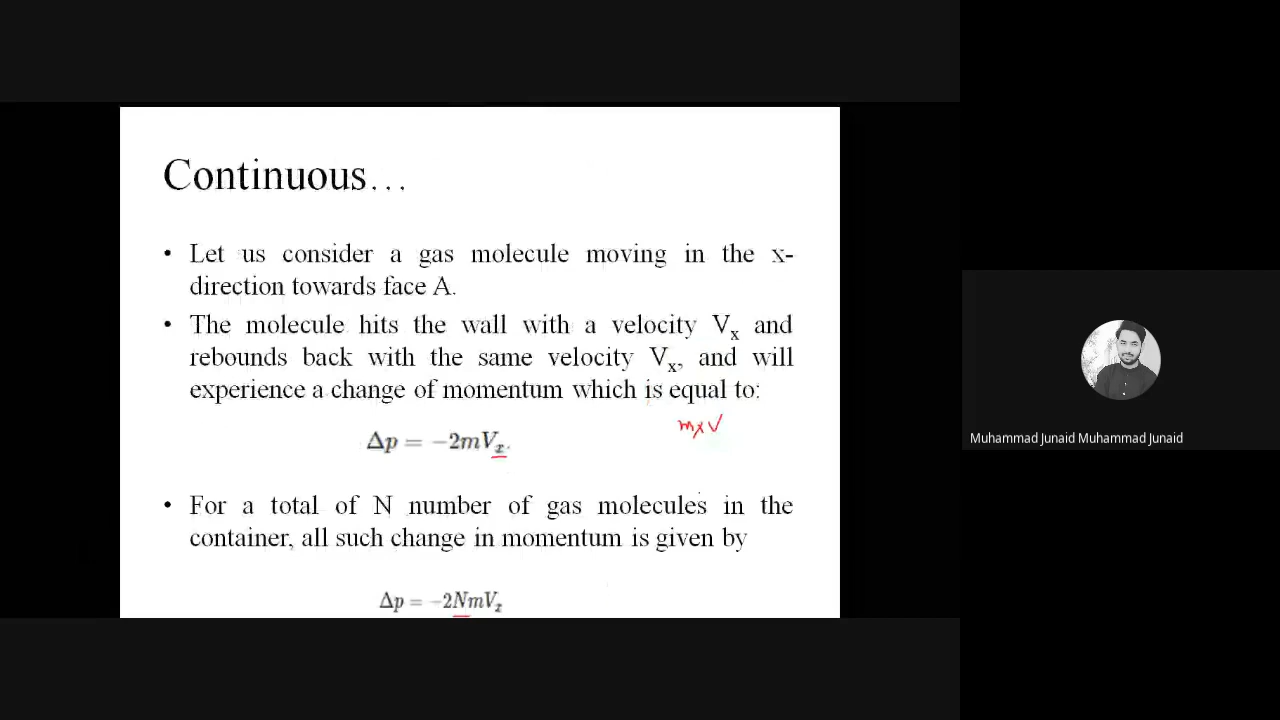 Continuous...
• Let us consider a gas molecule moving in the x-
direction towards face A.
• The molecule hits the wall with a velocity Vₓ and
rebounds back with the same velocity Vₓ, and will
experience a change of momentum which is equal to:
m×V
Δp = −2mVₓ.
• For a total of N number of gas molecules in the
container, all such change in momentum is given by
Δp = −2NmVₓ
Muhammad Junaid Muhammad Junaid